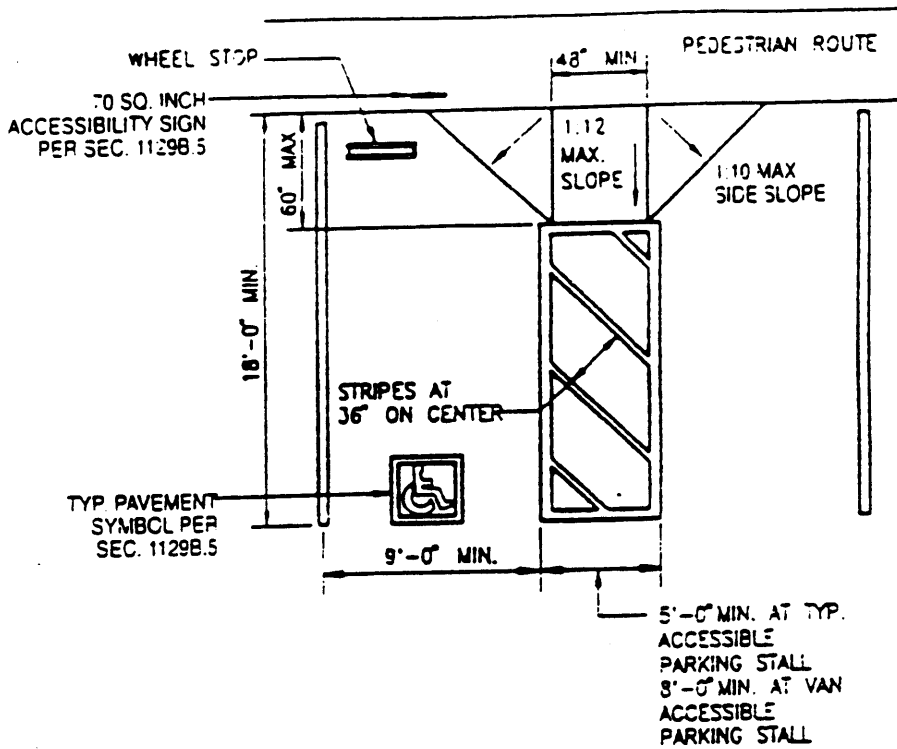 PEDESTRIAN ROUTE
WHEEL STOP
48" MIN
70 SQ. INCH
ACCESSIBILITY SIGN
PER SEC. 1129B.5
60" MAX
1:12
MAX.
SLOPE
1:10 MAX
SIDE SLOPE
18'-0" MIN.
STRIPES AT
36" ON CENTER
TYP. PAVEMENT
SYMBOL PER
SEC. 1129B.5
9'-0" MIN.
5'-0" MIN. AT TYP.
ACCESSIBLE
PARKING STALL
8'-0" MIN. AT VAN
ACCESSIBLE
PARKING STALL